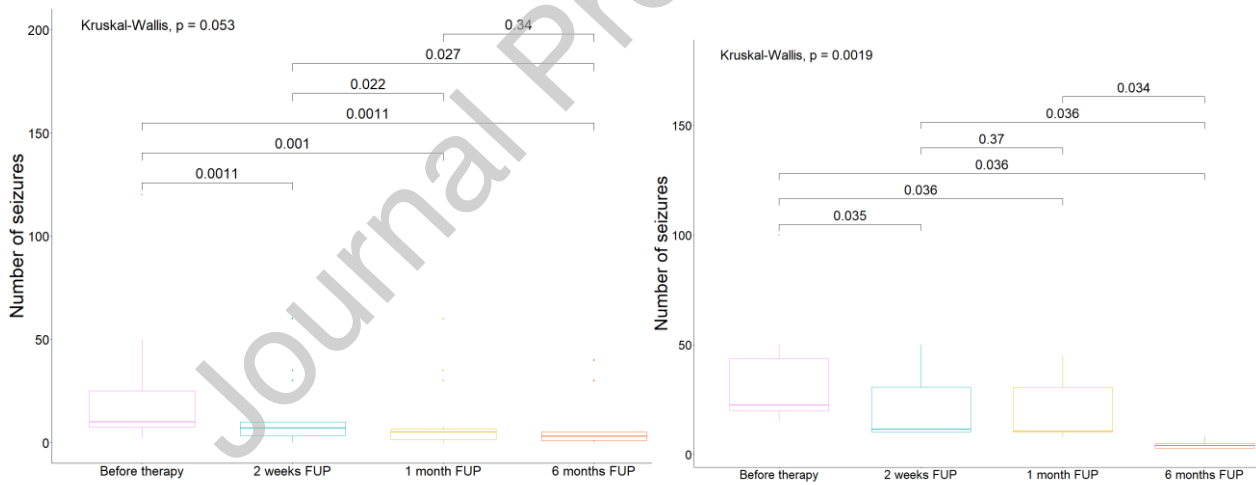 Kruskal-Wallis, p = 0.053
0.34
0.027
0.022
0.0011
0.001
0.0011
Number of seizures
200
150
100
50
0
Before therapy
2 weeks FUP
1 month FUP
6 months FUP
Kruskal-Wallis, p = 0.0019
0.034
0.036
0.37
0.036
0.036
0.035
Number of seizures
150
100
50
0
Before therapy
2 weeks FUP
1 month FUP
6 months FUP
Journal Pre